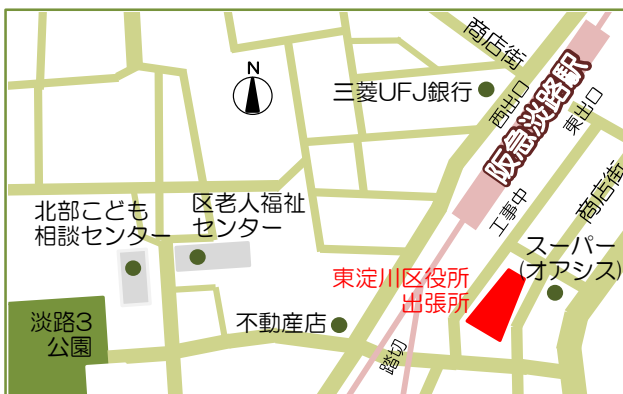 商店街
N
三菱UFJ銀行
西出口
阪急淡路駅
東出口
北部こども
相談センター
区老人福祉
センター
工事中
商店街
スーパー
(オアシス)
東淀川区役所
出張所
淡路3
公園
不動産店
踏切